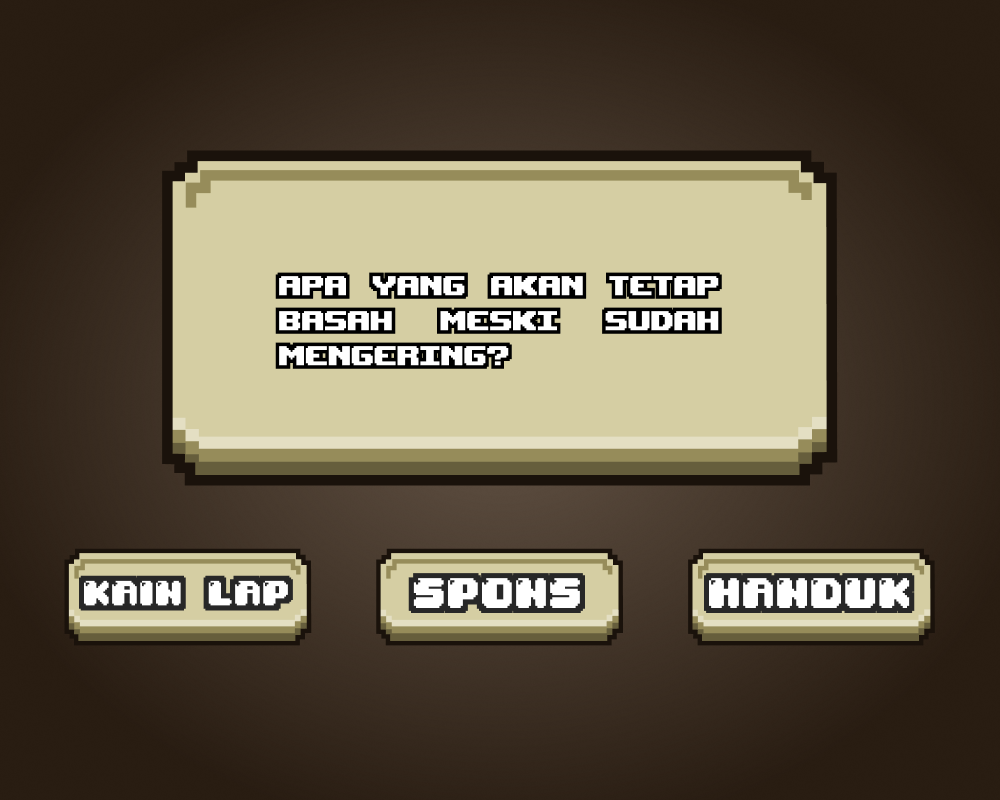 APA YANG AKAN TETAP
BASAH MESKI SUDAH
MENGERING?
KAIN LAP
SPONS
HANDUK